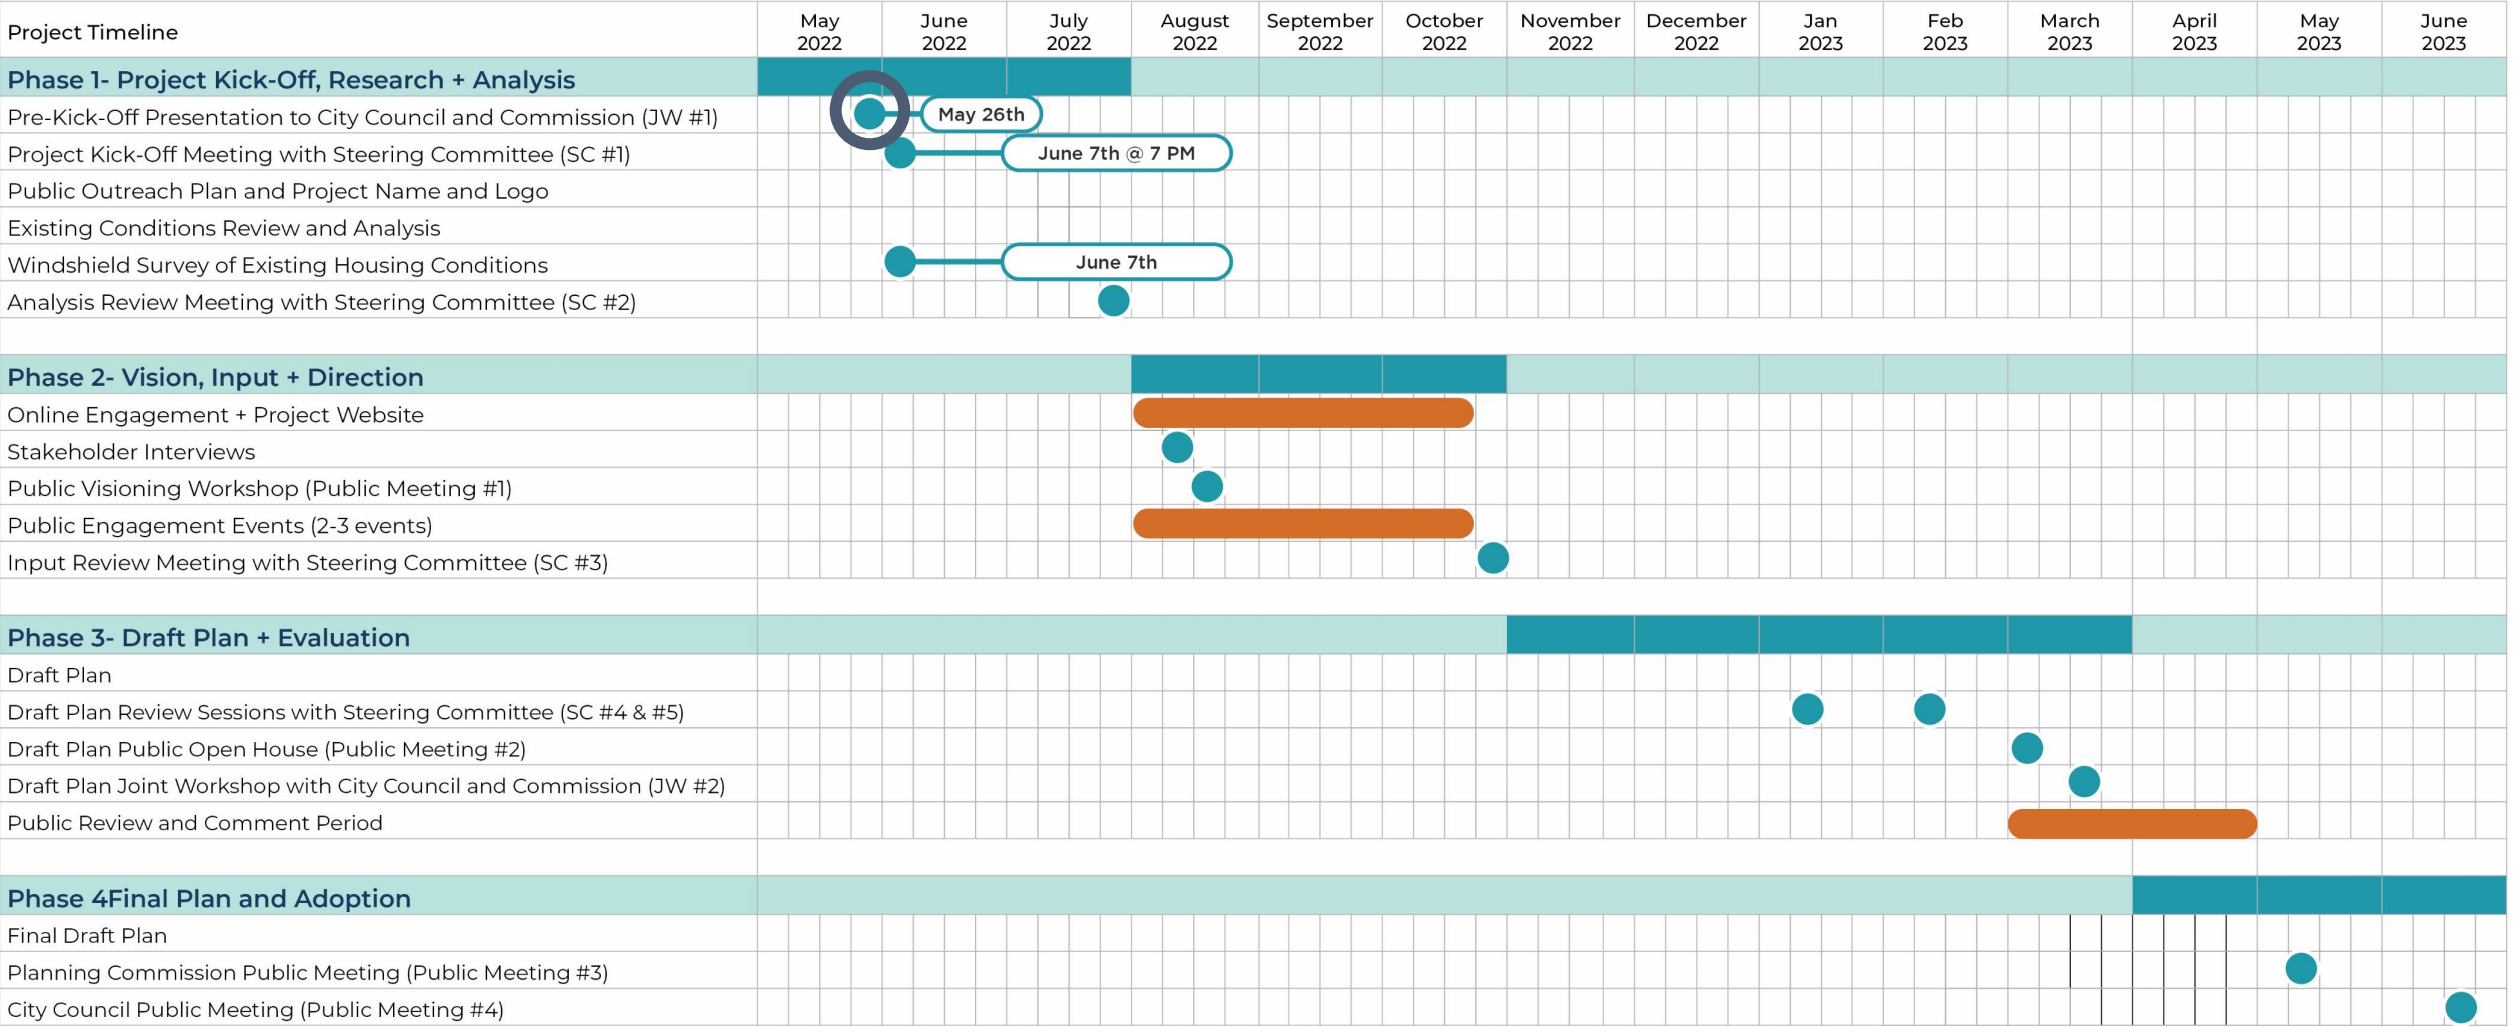 Project Timeline
May 2022
June 2022
July 2022
August 2022
September 2022
October 2022
November 2022
December 2022
Jan 2023
Feb 2023
March 2023
April 2023
May 2023
June 2023
Phase 1- Project Kick-Off, Research + Analysis
Pre-Kick-Off Presentation to City Council and Commission (JW #1)
May 26th
Project Kick-Off Meeting with Steering Committee (SC #1)
June 7th @ 7 PM
Public Outreach Plan and Project Name and Logo
Existing Conditions Review and Analysis
Windshield Survey of Existing Housing Conditions
June 7th
Analysis Review Meeting with Steering Committee (SC #2)
Phase 2- Vision, Input + Direction
Online Engagement + Project Website
Stakeholder Interviews
Public Visioning Workshop (Public Meeting #1)
Public Engagement Events (2-3 events)
Input Review Meeting with Steering Committee (SC #3)
Phase 3- Draft Plan + Evaluation
Draft Plan
Draft Plan Review Sessions with Steering Committee (SC #4 & #5)
Draft Plan Public Open House (Public Meeting #2)
Draft Plan Joint Workshop with City Council and Commission (JW #2)
Public Review and Comment Period
Phase 4Final Plan and Adoption
Final Draft Plan
Planning Commission Public Meeting (Public Meeting #3)
City Council Public Meeting (Public Meeting #4)